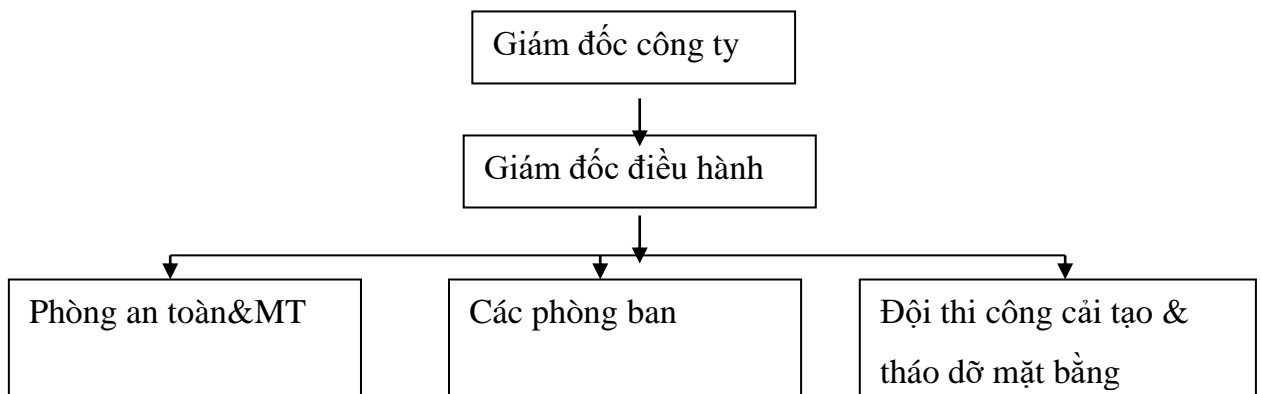 Giám đốc công ty
Giám đốc điều hành
Phòng an toàn&MT
Các phòng ban
Đội thi công cải tạo &
tháo dỡ mặt bằng